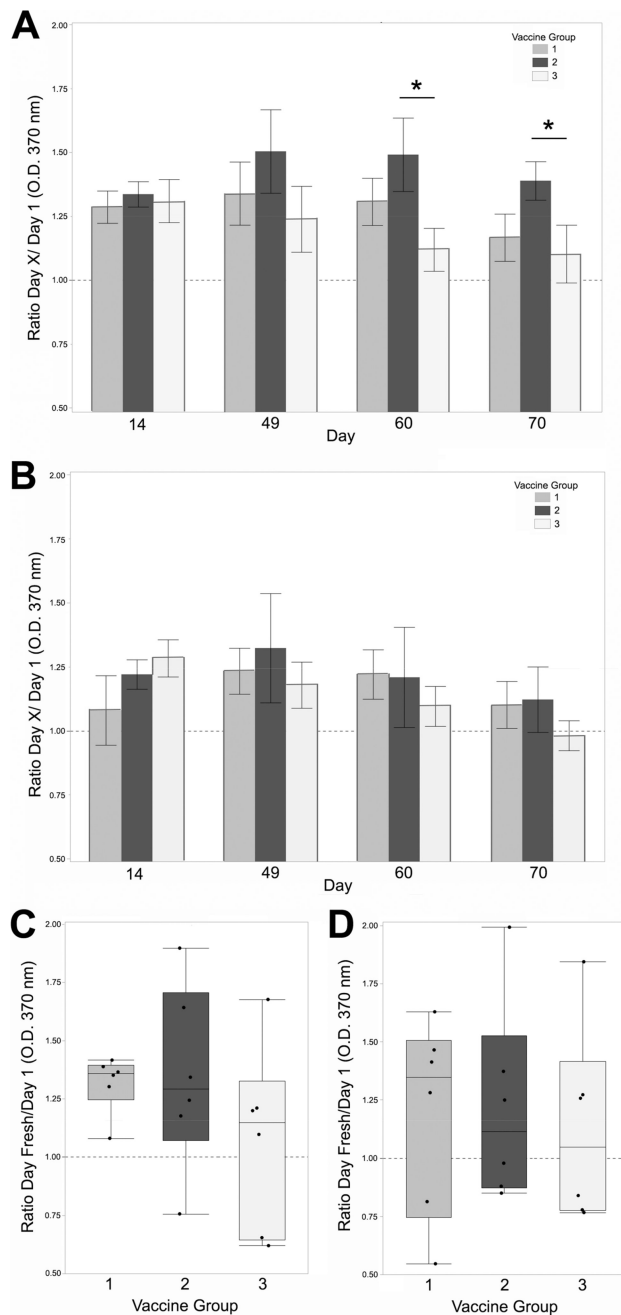 A
Ratio Day X/ Day 1 (O.D. 370 nm)
2.00
1.75
1.50
1.25
1.00
0.75
0.50
Vaccine Group
1
2
3
*
*
14 49 60 70
Day
B
Ratio Day X/ Day 1 (O.D. 370 nm)
2.00
1.75
1.50
1.25
1.00
0.75
0.50
Vaccine Group
1
2
3
14 49 60 70
Day
C
Ratio Day Fresh/Day 1 (O.D. 370 nm)
2.00
1.75
1.50
1.25
1.00
0.75
0.50
1 2 3
Vaccine Group
D
Ratio Day Fresh/Day 1 (O.D. 370 nm)
2.00
1.75
1.50
1.25
1.00
0.75
0.50
1 2 3
Vaccine Group